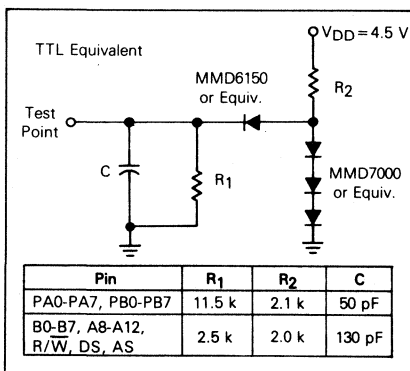 VDD=4.5 V
TTL Equivalent
MMD6150
or Equiv.
R2
Test
Point
C
R1
MMD7000
or Equiv.
Pin R1 R2 C
PA0-PA7, PB0-PB7 11.5 k 2.1 k 50 pF
B0-B7, A8-A12,
R/W̅, DS, AS 2.5 k 2.0 k 130 pF